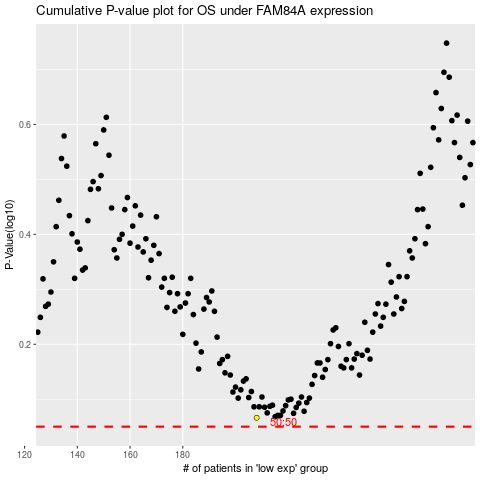 Cumulative P-value plot for OS under FAM84A expression
P-Value(log10)
0.6
0.4
0.2
50:50
120 140 160 180
# of patients in 'low exp' group